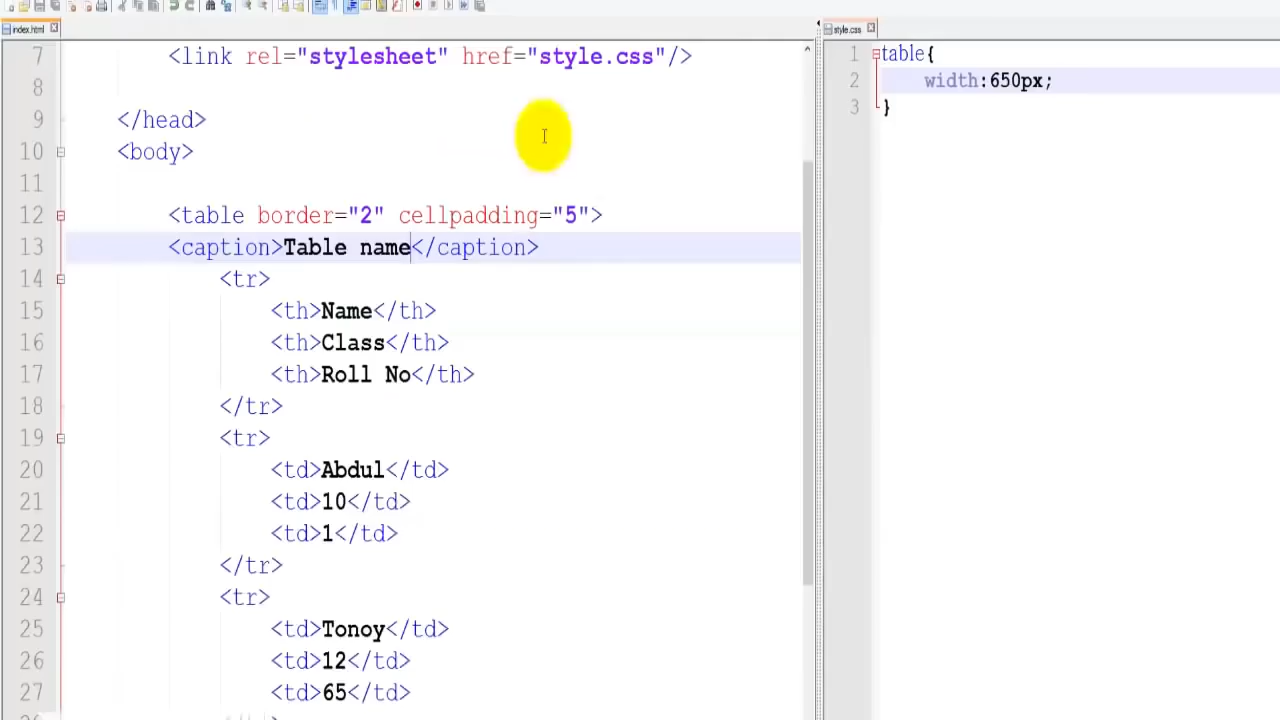 index.html
style.css
7 <link rel="stylesheet" href="style.css"/>
8
9 </head>
10 <body>
11
12 <table border="2" cellpadding="5">
13 <caption>Table name</caption>
14 <tr>
15 <th>Name</th>
16 <th>Class</th>
17 <th>Roll No</th>
18 </tr>
19 <tr>
20 <td>Abdul</td>
21 <td>10</td>
22 <td>1</td>
23 </tr>
24 <tr>
25 <td>Tonoy</td>
26 <td>12</td>
27 <td>65</td>
1 table{
2 width:650px;
3 }